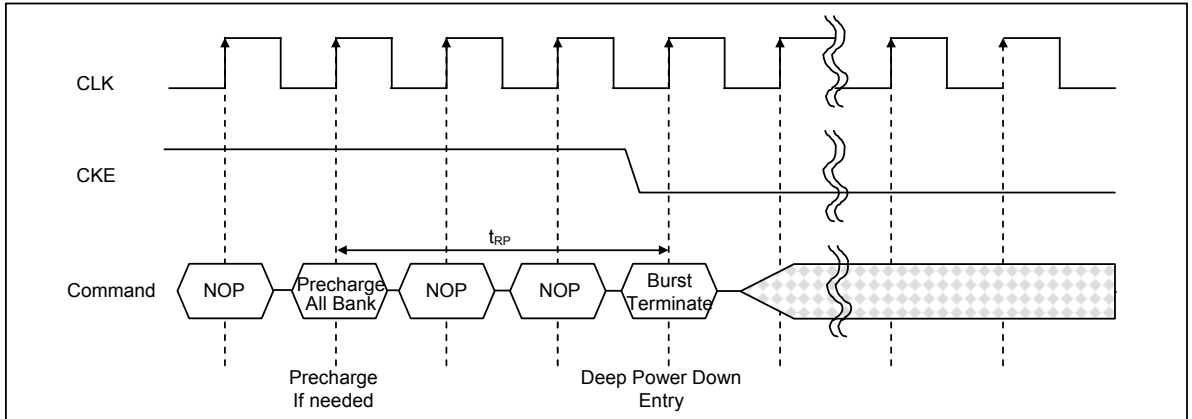 CLK
CKE
tRP
Command
NOP
Precharge
All Bank
NOP
NOP
Burst
Terminate
Precharge
If needed
Deep Power Down
Entry